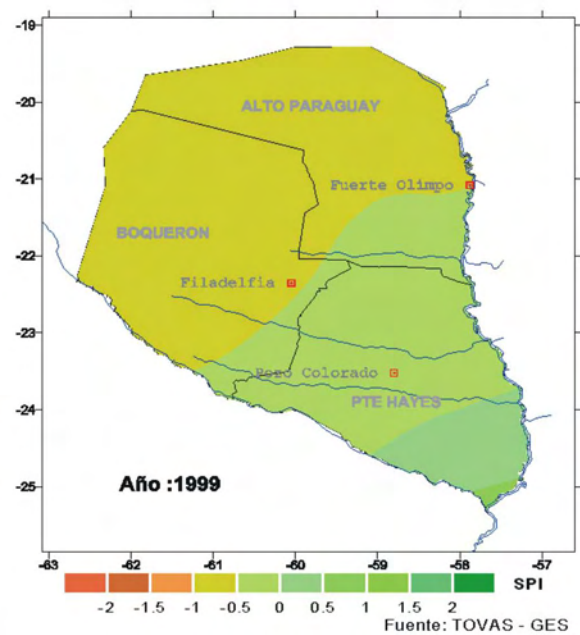 -19
-20
-21
-22
-23
-24
-25
ALTO PARAGUAY
Fuerte Olimpo
BOQUERON
Filadelfia
Pozo Colorado
PTE HAYES
Año :1999
-63 -62 -61 -60 -59 -58 -57
SPI
-2 -1.5 -1 -0.5 0 0.5 1 1.5 2
Fuente: TOVAS - GES